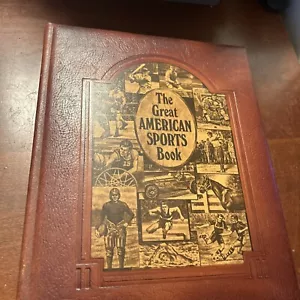 The
Great
AMERICAN
SPORTS
Book